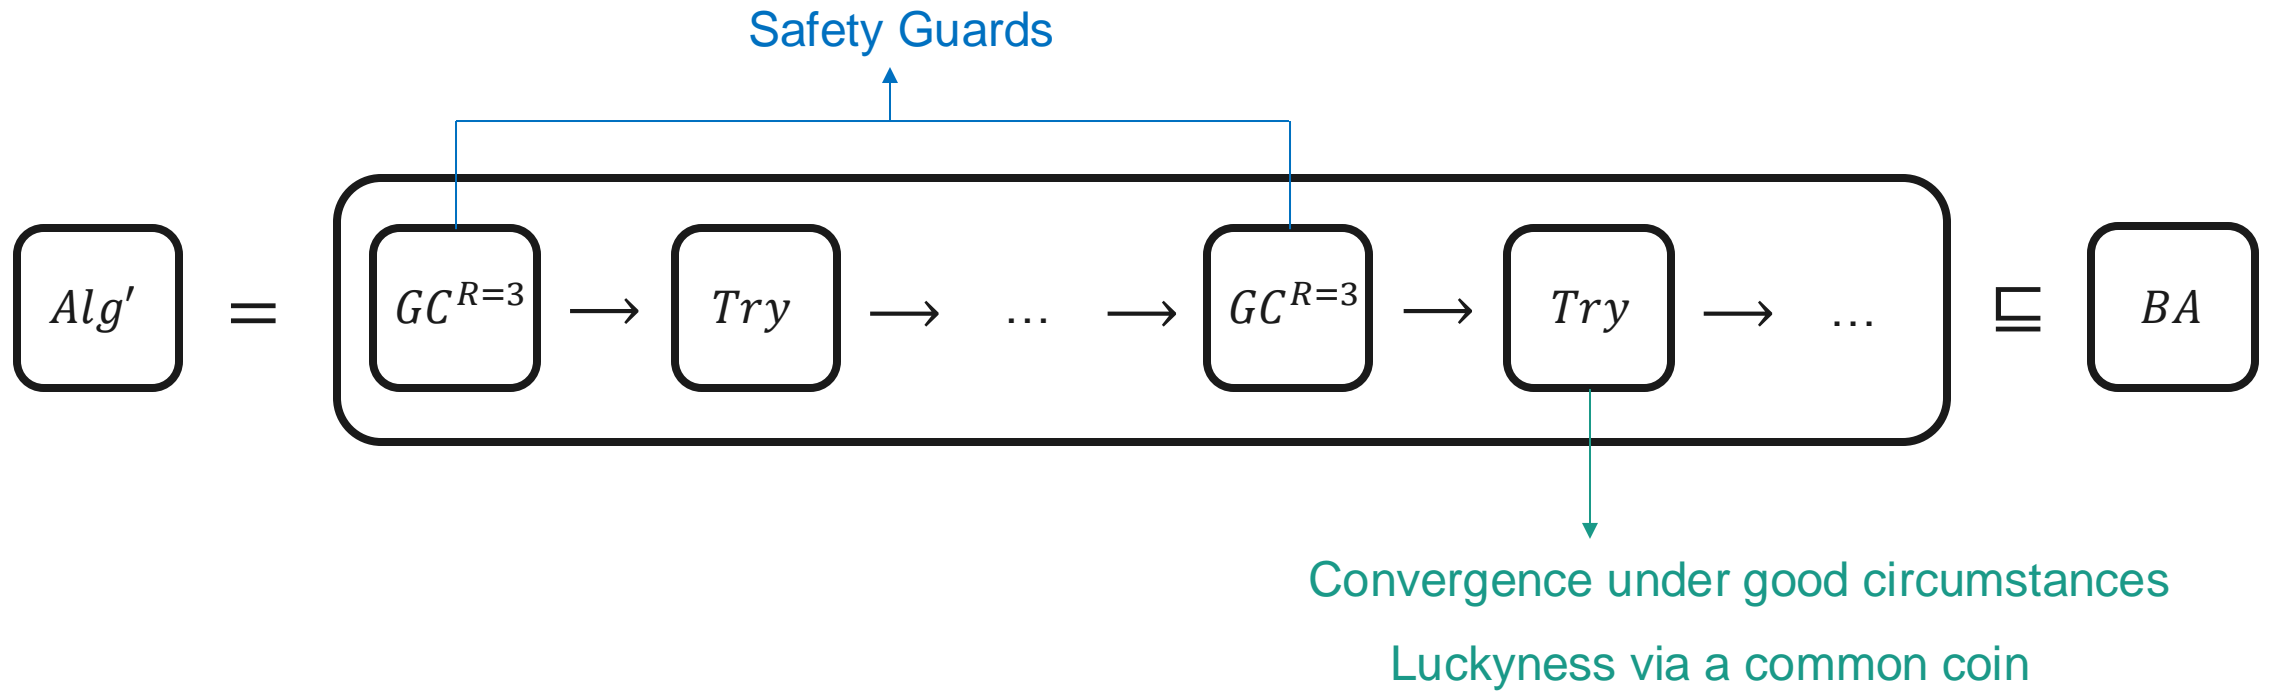 Safety Guards
Alg′ = GC^{R=3} → Try → … → GC^{R=3} → Try → … ⊑ BA
Convergence under good circumstances
Luckyness via a common coin